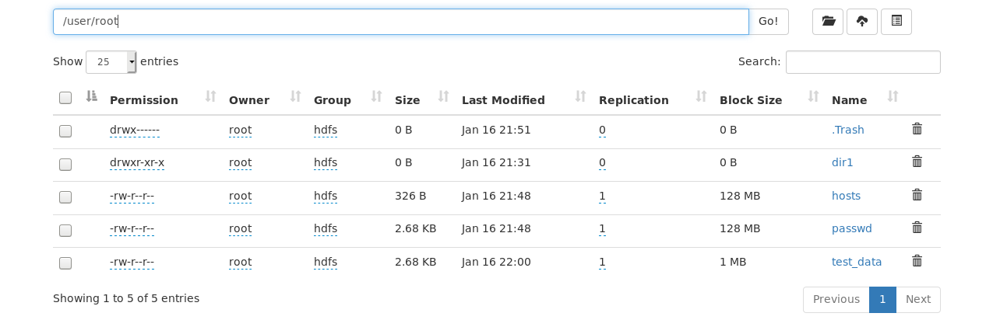 /user/root Go!
Show 25 entries Search:
Permission Owner Group Size Last Modified Replication Block Size Name
drwx------ root hdfs 0 B Jan 16 21:51 0 0 B .Trash
drwxr-xr-x root hdfs 0 B Jan 16 21:31 0 0 B dir1
-rw-r--r-- root hdfs 326 B Jan 16 21:48 1 128 MB hosts
-rw-r--r-- root hdfs 2.68 KB Jan 16 21:48 1 128 MB passwd
-rw-r--r-- root hdfs 2.68 KB Jan 16 22:00 1 1 MB test_data
Showing 1 to 5 of 5 entries Previous 1 Next